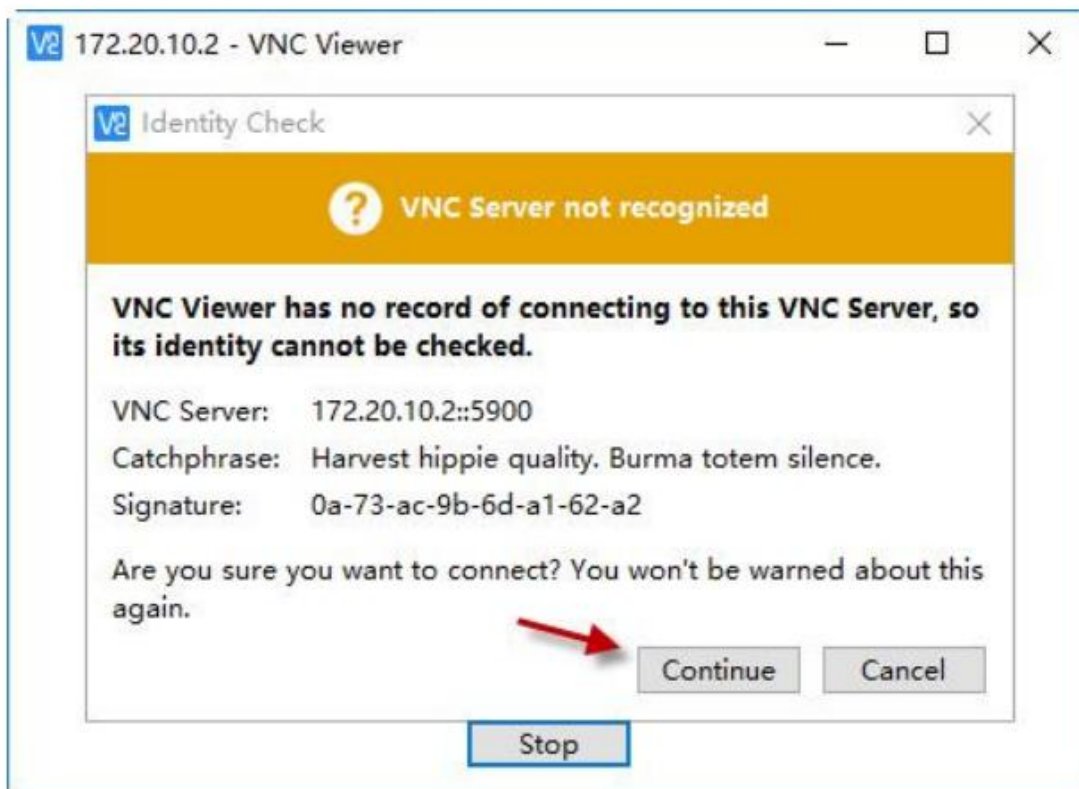 172.20.10.2 - VNC Viewer
Identity Check
VNC Server not recognized
VNC Viewer has no record of connecting to this VNC Server, so
its identity cannot be checked.
VNC Server: 172.20.10.2::5900
Catchphrase: Harvest hippie quality. Burma totem silence.
Signature: 0a-73-ac-9b-6d-a1-62-a2
Are you sure you want to connect? You won't be warned about this
again.
Continue Cancel
Stop